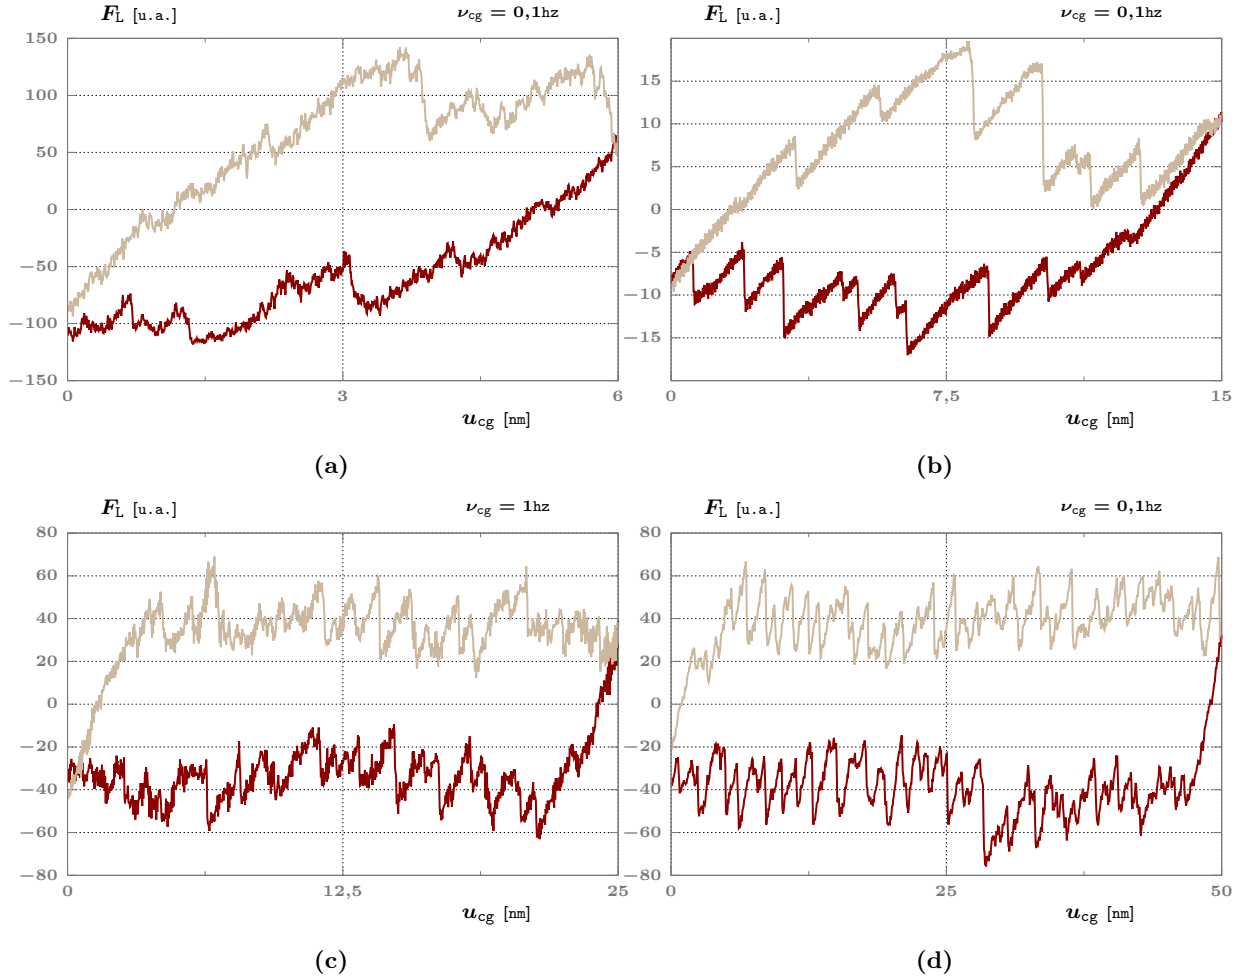 F_L [u.a.] ν_cg = 0,1hz
150
100
50
0
−50
−100
−150
0 3 6
u_cg [nm]
(a)
F_L [u.a.] ν_cg = 0,1hz
15
10
5
0
−5
−10
−15
0 7,5 15
u_cg [nm]
(b)
F_L [u.a.] ν_cg = 1hz
80
60
40
20
0
−20
−40
−60
−80
0 12,5 25
u_cg [nm]
(c)
F_L [u.a.] ν_cg = 0,1hz
80
60
40
20
0
−20
−40
−60
−80
0 25 50
u_cg [nm]
(d)